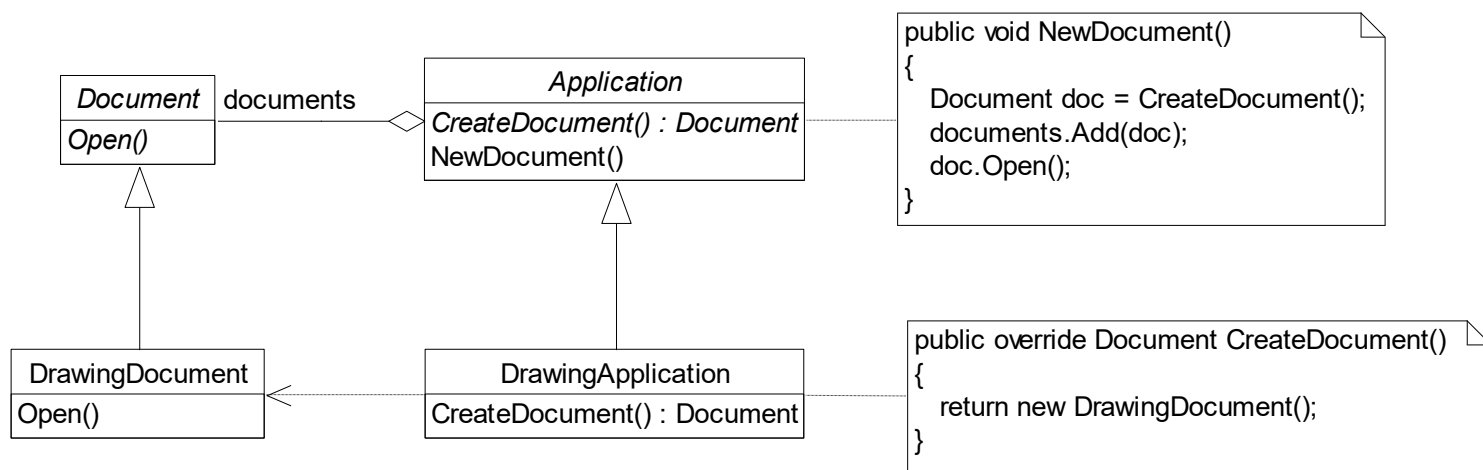 Document
Open()
documents
Application
CreateDocument() : Document
NewDocument()
public void NewDocument()
{
Document doc = CreateDocument();
documents.Add(doc);
doc.Open();
}
DrawingDocument
Open()
DrawingApplication
CreateDocument() : Document
public override Document CreateDocument()
{
return new DrawingDocument();
}